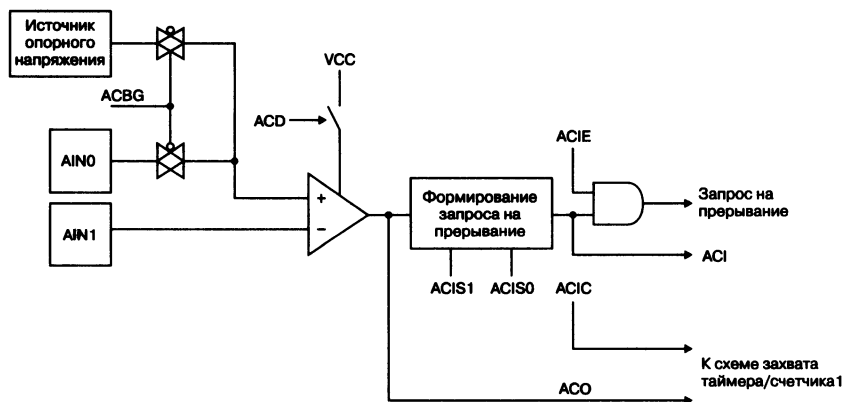 Источник
опорного
напряжения
VCC
ACBG
ACD
ACIE
AIN0
+
Формирование
запроса на
прерывание
Запрос на
прерывание
AIN1
−
ACI
ACIS1
ACIS0
ACIC
К схеме захвата
таймера/счетчика1
ACO